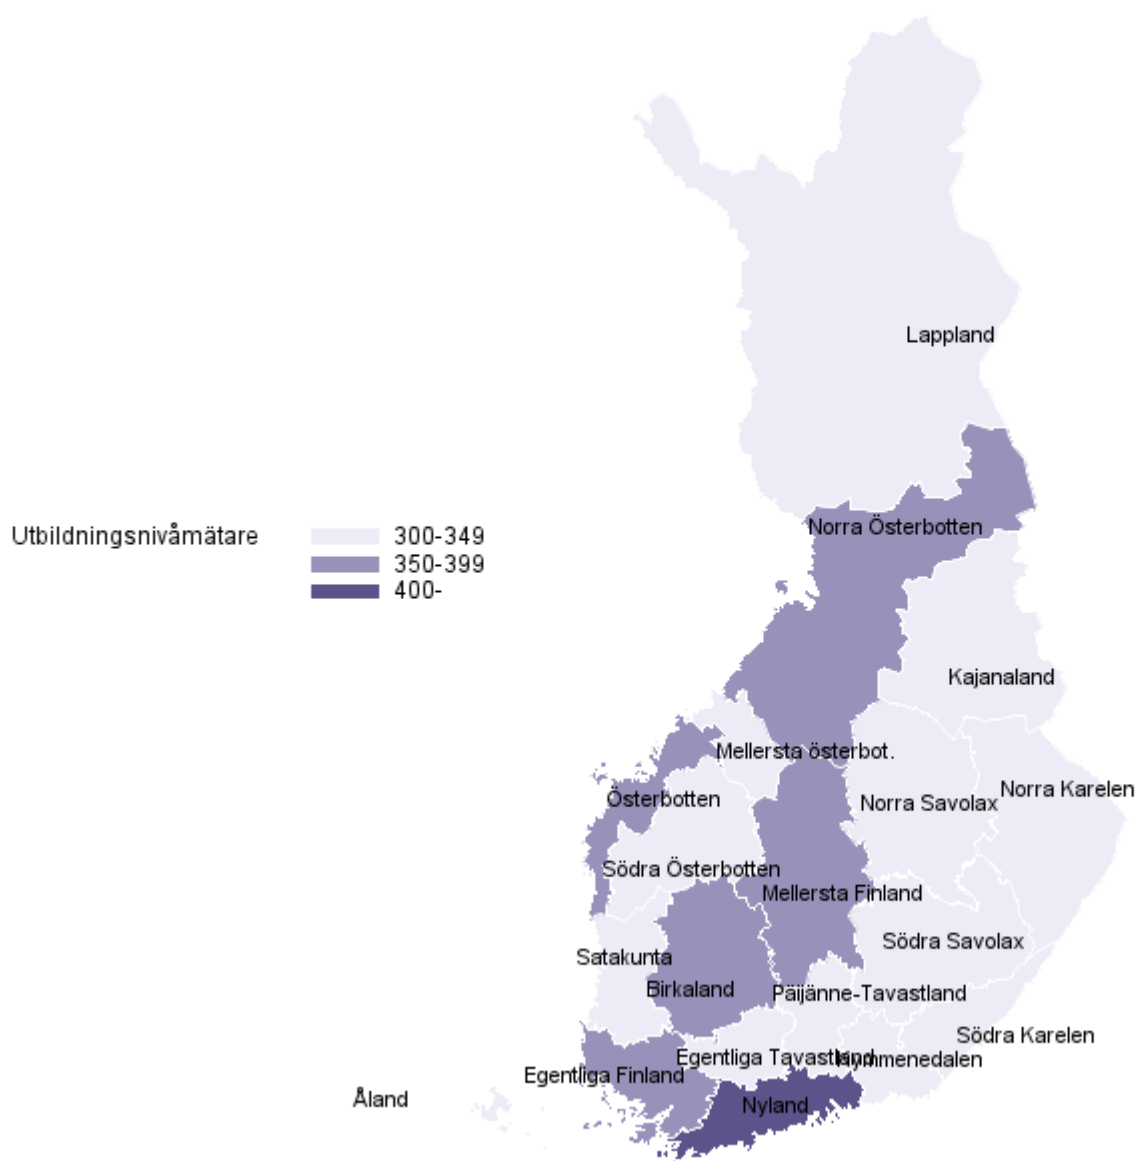 Lappland
Norra Österbotten
Utbildningsnivåmätare
300-349
350-399
400-
Kajanaland
Mellersta österbot.
Norra Karelen
Österbotten
Norra Savolax
Södra Österbotten
Mellersta Finland
Södra Savolax
Satakunta
Birkaland
Päijänne-Tavastland
Södra Karelen
Egentliga Tavastland
Kymmenedalen
Egentliga Finland
Åland
Nyland